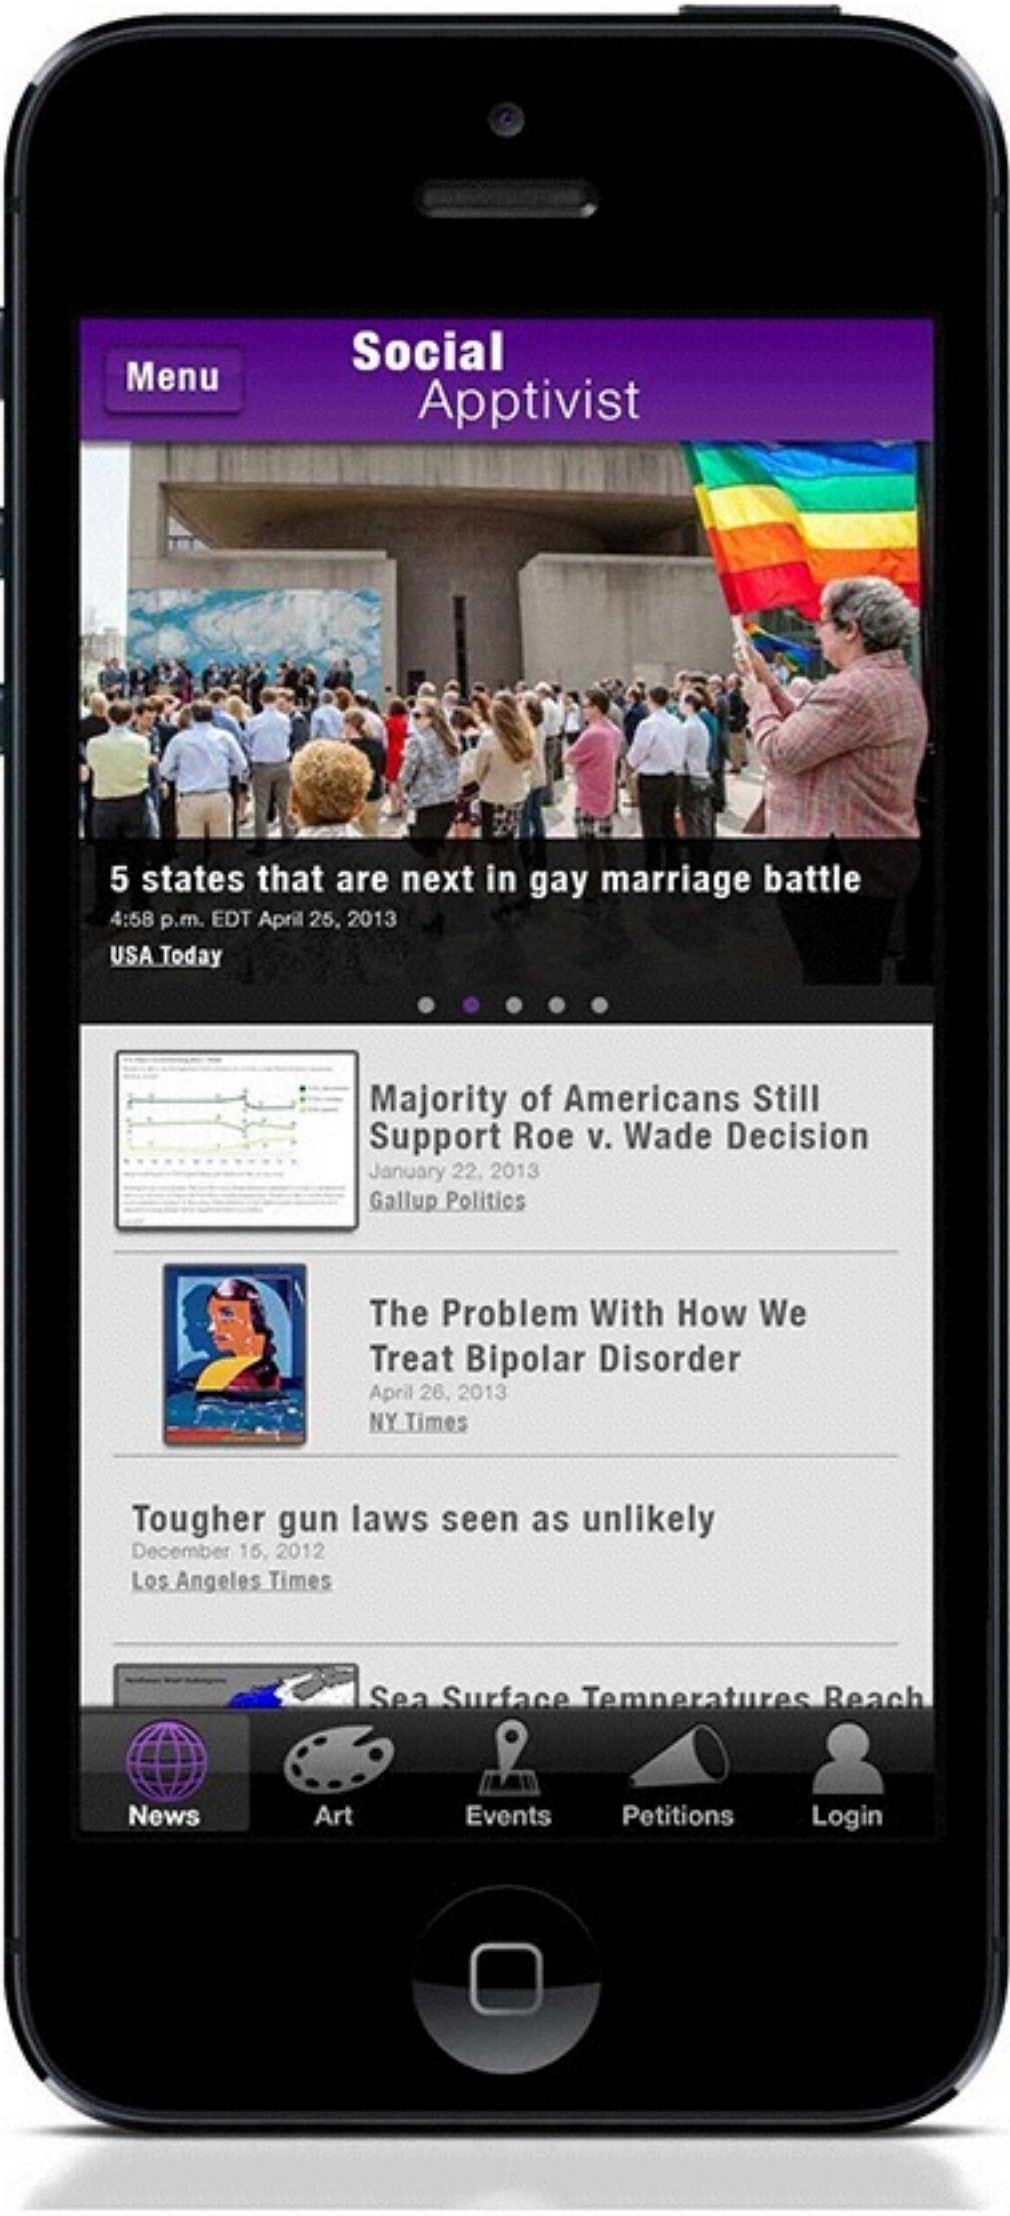 Menu
Social
Apptivist
5 states that are next in gay marriage battle
4:58 p.m. EDT April 25, 2013
USA Today
Majority of Americans Still
Support Roe v. Wade Decision
January 22, 2013
Gallup Politics
The Problem With How We
Treat Bipolar Disorder
April 26, 2013
NY Times
Tougher gun laws seen as unlikely
December 15, 2012
Los Angeles Times
Sea Surface Temperatures Reach
News
Art
Events
Petitions
Login